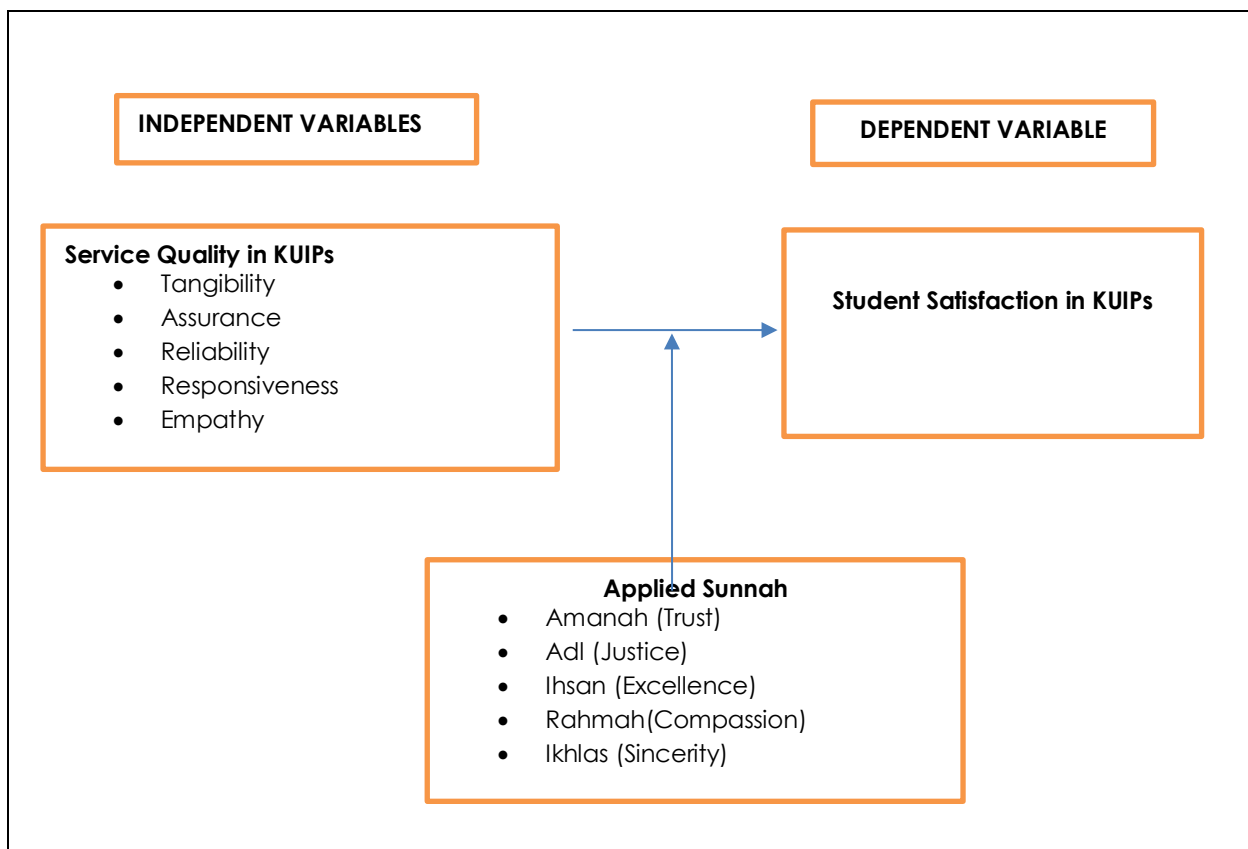 INDEPENDENT VARIABLES
DEPENDENT VARIABLE
Service Quality in KUIPs
• Tangibility
• Assurance
• Reliability
• Responsiveness
• Empathy
Student Satisfaction in KUIPs
Applied Sunnah
• Amanah (Trust)
• Adl (Justice)
• Ihsan (Excellence)
• Rahmah(Compassion)
• Ikhlas (Sincerity)